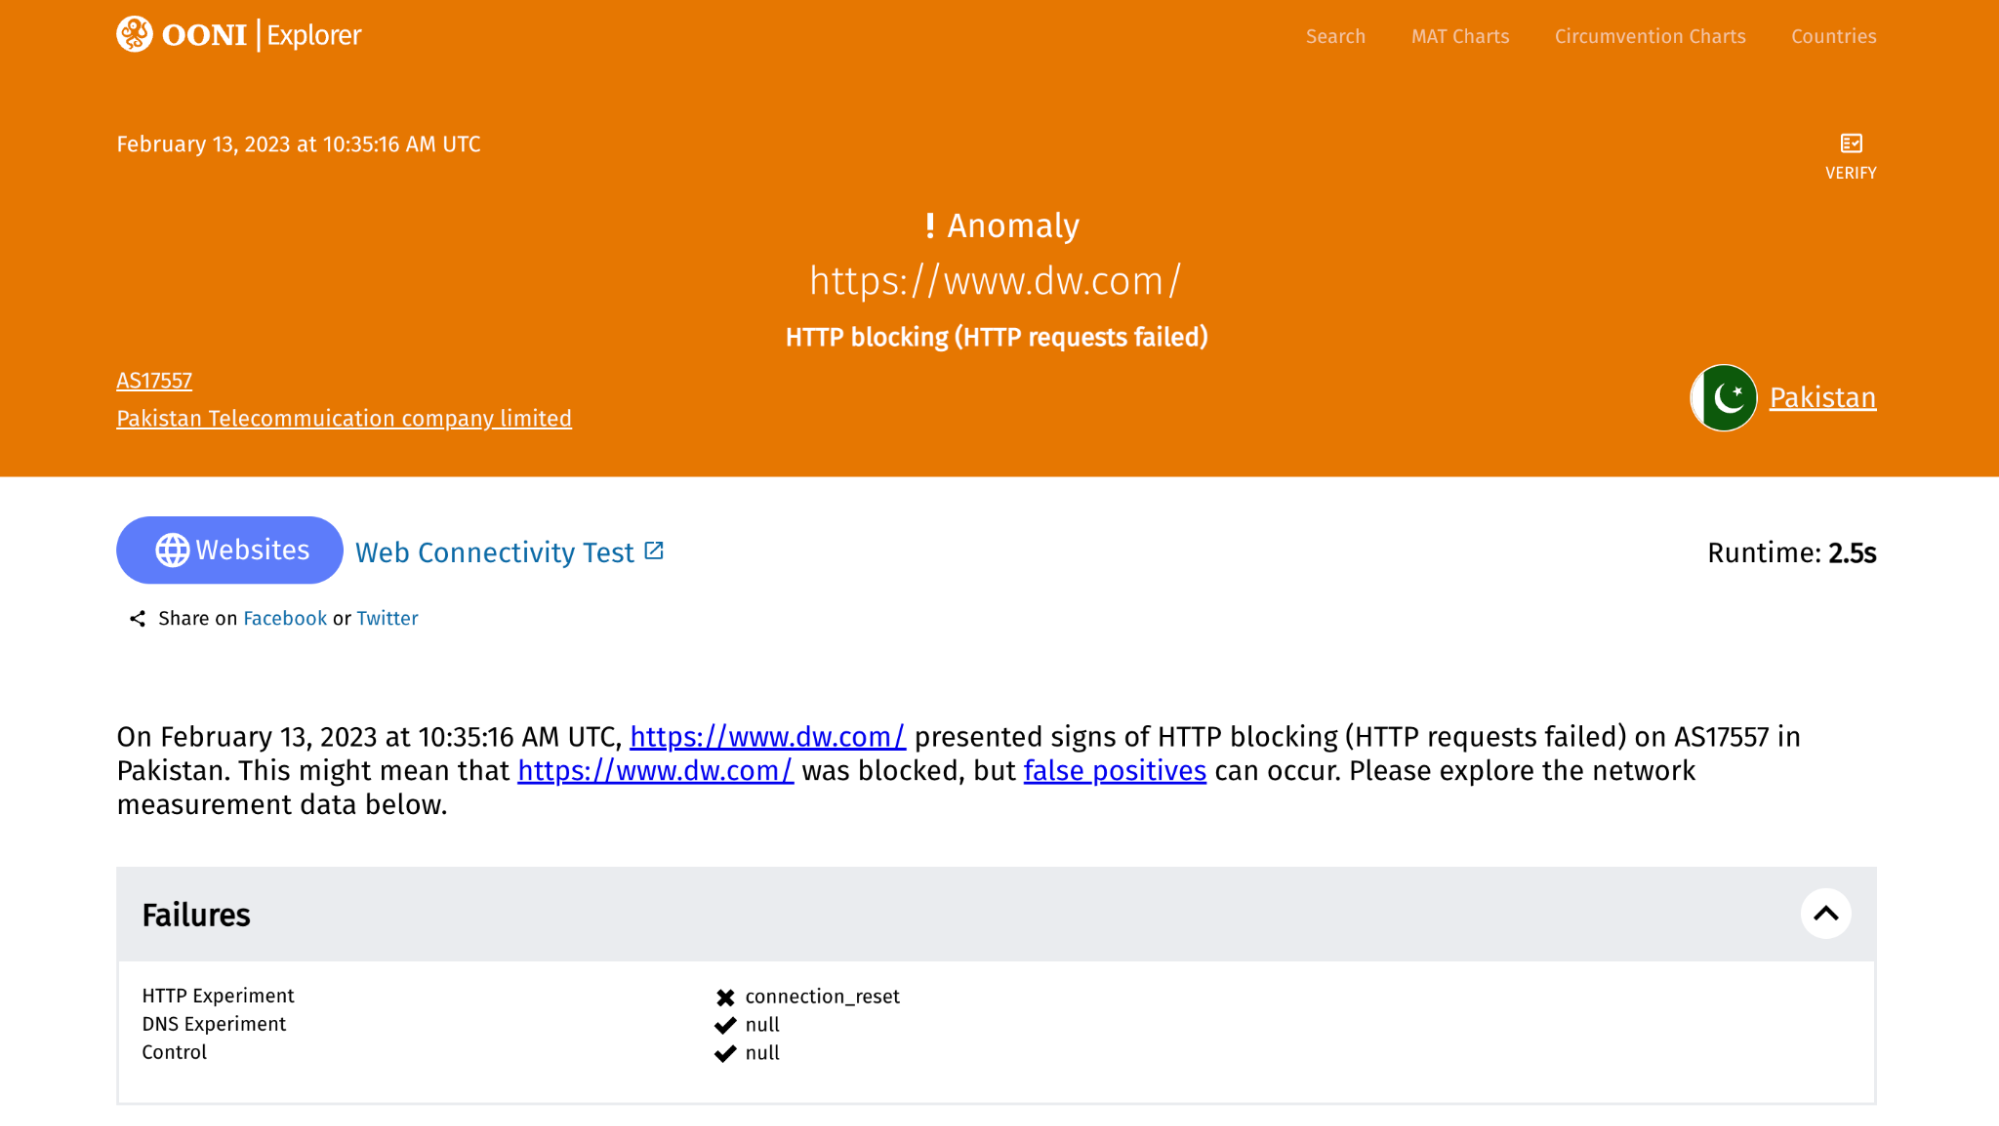 OONI | Explorer
Search MAT Charts Circumvention Charts Countries
February 13, 2023 at 10:35:16 AM UTC
VERIFY
! Anomaly
https://www.dw.com/
HTTP blocking (HTTP requests failed)
AS17557
Pakistan Telecommuication company limited
Pakistan
Websites Web Connectivity Test
Runtime: 2.5s
Share on Facebook or Twitter
On February 13, 2023 at 10:35:16 AM UTC, https://www.dw.com/ presented signs of HTTP blocking (HTTP requests failed) on AS17557 in
Pakistan. This might mean that https://www.dw.com/ was blocked, but false positives can occur. Please explore the network
measurement data below.
Failures
HTTP Experiment ✖ connection_reset
DNS Experiment ✔ null
Control ✔ null